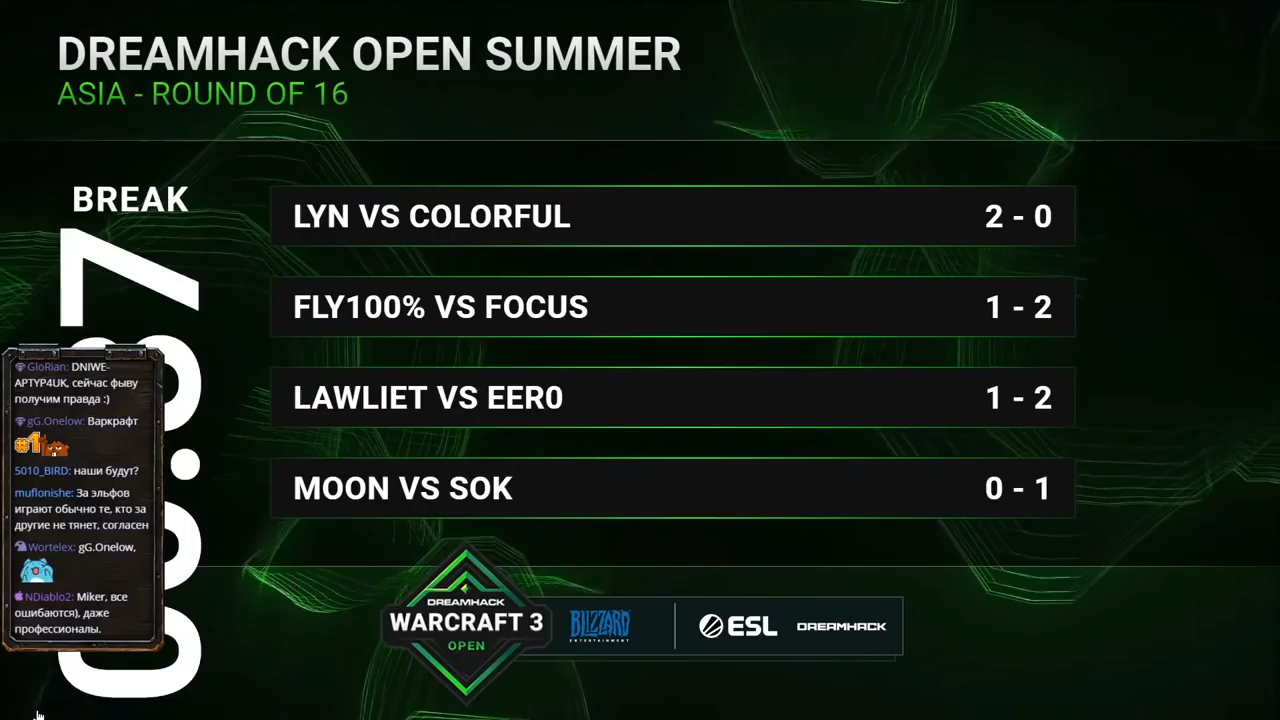 DREAMHACK OPEN SUMMER
ASIA - ROUND OF 16
BREAK
LYN VS COLORFUL 2 - 0
FLY100% VS FOCUS 1 - 2
LAWLIET VS EER0 1 - 2
MOON VS SOK 0 - 1
GloRian: DNIWE-
APTYP4UK, сейчас фыву
получим правда :)
gG.Onelow: Варкрафт
#1
5010_BIRD: наши будут?
muflonishe: За эльфов
играют обычно те, кто за
другие не тянет, согласен
Wortelex: gG.Onelow,
NDiablo2: Miker, все
ошибаются), даже
профессионалы.
DREAMHACK
WARCRAFT 3
OPEN
BLIZZARD
ENTERTAINMENT
ESL
DREAMHACK